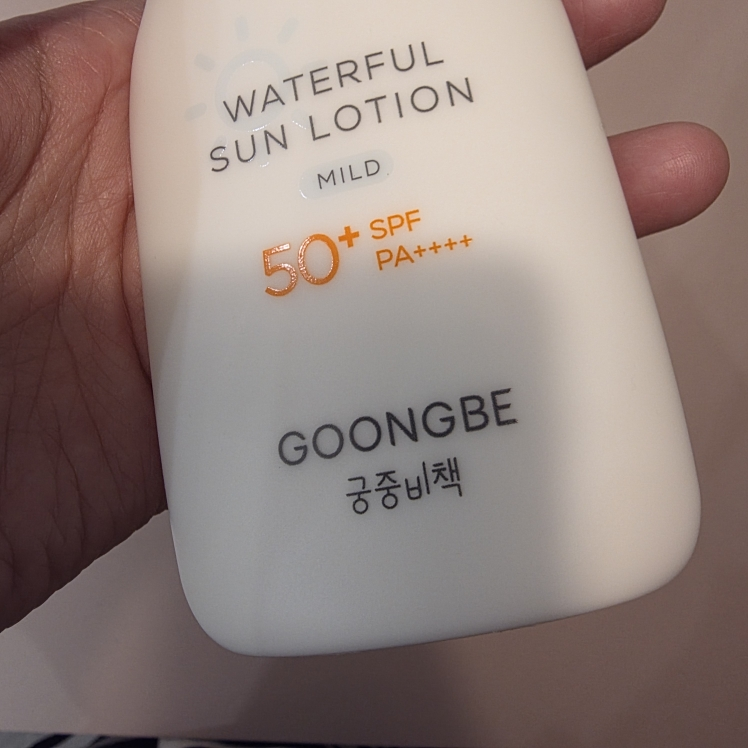 WATERFUL
SUN LOTION
MILD
50+ SPF
PA++++
GOONGBE
궁중비책